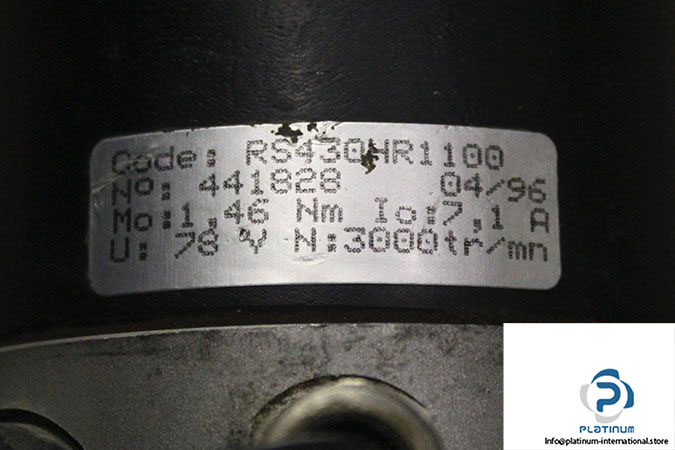 Code: RS430HR1100
No: 441828 04/96
Mo:1,46 Nm Io:7,1 A
U: 78 V N:3000tr/mn
PLATINUM
info@platinum-international.store